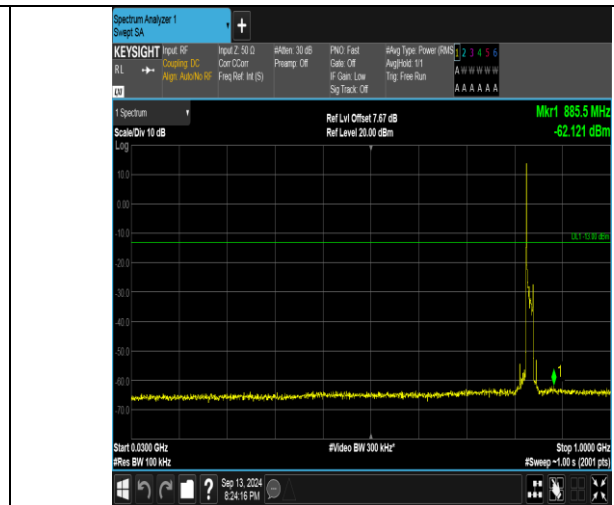 Spectrum Analyzer 1
Swept SA
+
KEYSIGHT Input: RF Input Z: 50 Ω #Atten: 30 dB PNO: Fast #Avg Type: Power (RMS 1 2 3 4 5 6
RL Coupling: DC Corr CCorr Preamp: Off Gate: Off Avg|Hold: 1/1 A W W W W W
Align: Auto/No RF Freq Ref: Int (S) IF Gain: Low Trig: Free Run
LXI Sig Track: Off A A A A A A
1 Spectrum Ref Lvl Offset 7.67 dB Mkr1 885.5 MHz
Scale/Div 10 dB Ref Level 20.00 dBm -62.121 dBm
Log
10.0
0.00
-10.0
DL1 -13.00 dBm
-20.0
-30.0
-40.0
-50.0
1
-60.0
-70.0
Start 0.0300 GHz #Video BW 300 kHz* Stop 1.0000 GHz
#Res BW 100 kHz #Sweep ~1.00 s (2001 pts)
? Sep 13, 2024
8:24:16 PM